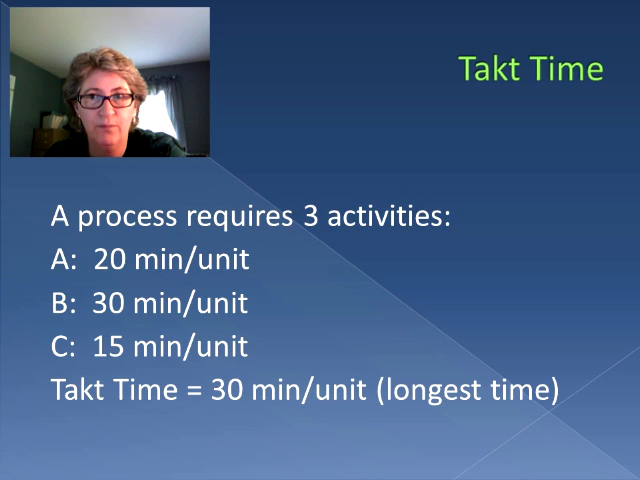 Takt Time
A process requires 3 activities:
A: 20 min/unit
B: 30 min/unit
C: 15 min/unit
Takt Time = 30 min/unit (longest time)